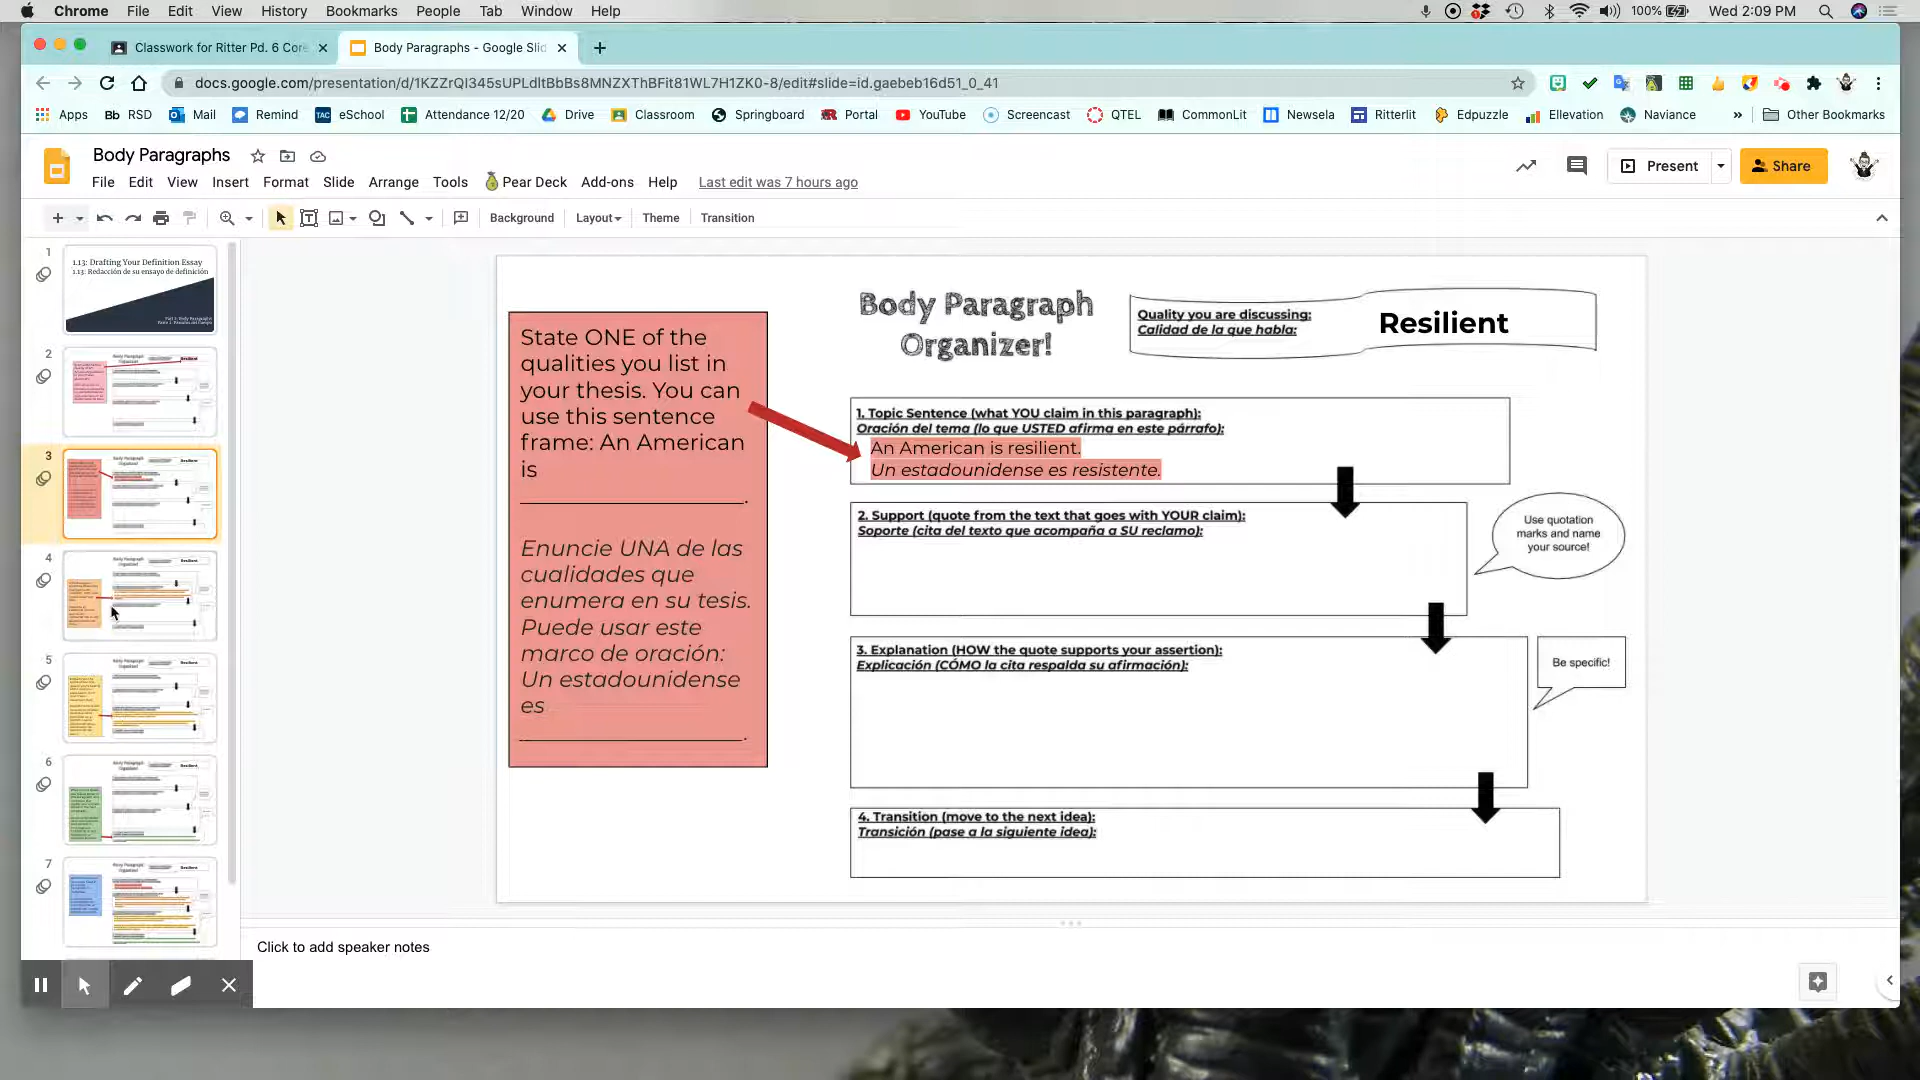 Chrome File Edit View History Bookmarks People Tab Window Help 100% Wed 2:09 PM
Classwork for Ritter Pd. 6 Core
Body Paragraphs - Google Slid
docs.google.com/presentation/d/1KZZrQI345sUPLdltBbBs8MNZXThBFit81WL7H1ZK0-8/edit#slide=id.gaebeb16d51_0_41
Apps Bb RSD Mail Remind TAC eSchool Attendance 12/20 Drive Classroom Springboard Portal YouTube Screencast QTEL CommonLit Newsela Ritterlit Edpuzzle Ellevation Naviance » Other Bookmarks
Body Paragraphs
Present
Share
File Edit View Insert Format Slide Arrange Tools Pear Deck Add-ons Help Last edit was 7 hours ago
Background Layout Theme Transition
1
1.13: Drafting Your Definition Essay
1.13: Redacción de su ensayo de definición
2
3
4
5
6
7
State ONE of the
qualities you list in
your thesis. You can
use this sentence
frame: An American
is
_________________.
Enuncie UNA de las
cualidades que
enumera en su tesis.
Puede usar este
marco de oración:
Un estadounidense
es
_________________.
Body Paragraph
Organizer!
Quality you are discussing:
Calidad de la que habla:
Resilient
1. Topic Sentence (what YOU claim in this paragraph):
Oración del tema (lo que USTED afirma en este párrafo):
An American is resilient.
Un estadounidense es resistente.
2. Support (quote from the text that goes with YOUR claim):
Soporte (cita del texto que acompaña a SU reclamo):
Use quotation
marks and name
your source!
3. Explanation (HOW the quote supports your assertion):
Explicación (CÓMO la cita respalda su afirmación):
Be specific!
4. Transition (move to the next idea):
Transición (pase a la siguiente idea):
Click to add speaker notes